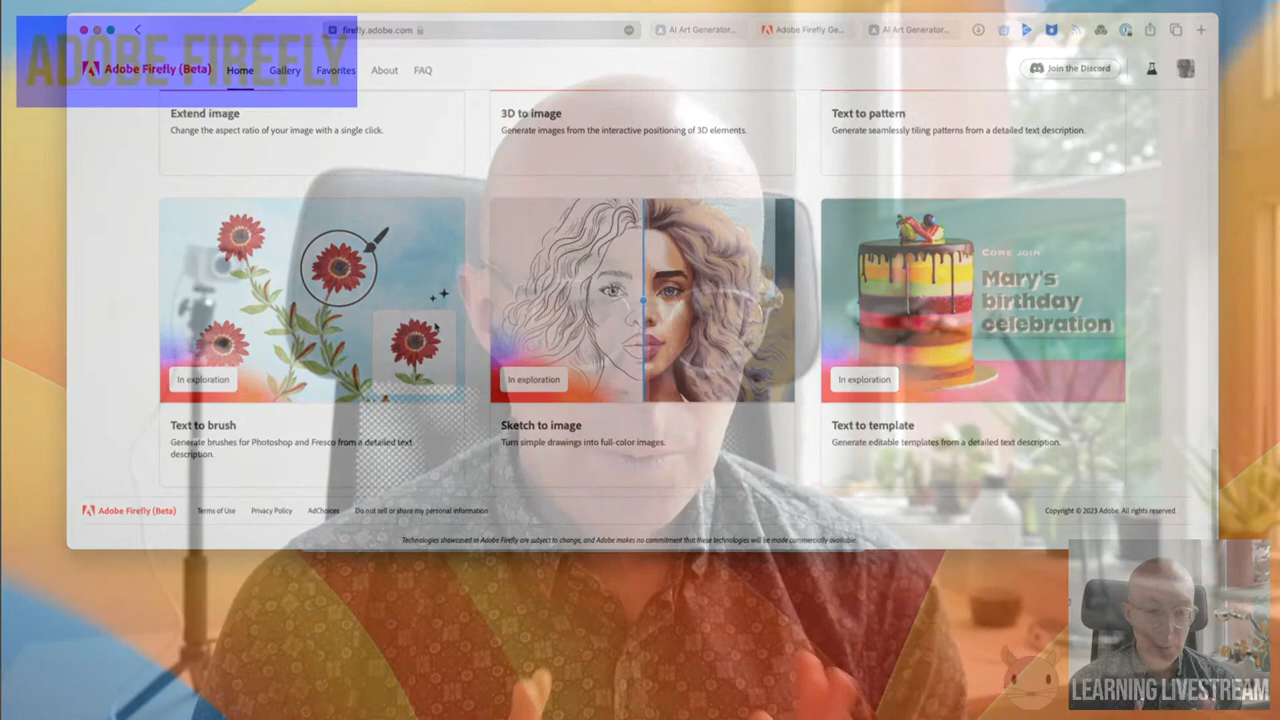 ADOBE FIREFLY
firefly.adobe.com
AI Art Generator...
Adobe Firefly Ge...
AI Art Generator...
Adobe Firefly (Beta)
Home
Gallery
Favorites
About
FAQ
Join the Discord
Extend image
Change the aspect ratio of your image with a single click.
3D to image
Generate images from the interactive positioning of 3D elements.
Text to pattern
Generate seamlessly tiling patterns from a detailed text description.
COME JOIN
Mary's
birthday
celebration
In exploration
In exploration
In exploration
Text to brush
Generate brushes for Photoshop and Fresco from a detailed text
description.
Sketch to image
Turn simple drawings into full-color images.
Text to template
Generate editable templates from a detailed text description.
Adobe Firefly (Beta)
Terms of Use
Privacy Policy
AdChoices
Do not sell or share my personal information
Copyright © 2023 Adobe. All rights reserved.
Technologies showcased in Adobe Firefly are subject to change, and Adobe makes no commitment that these technologies will be made commercially available.
LEARNING LIVESTREAM